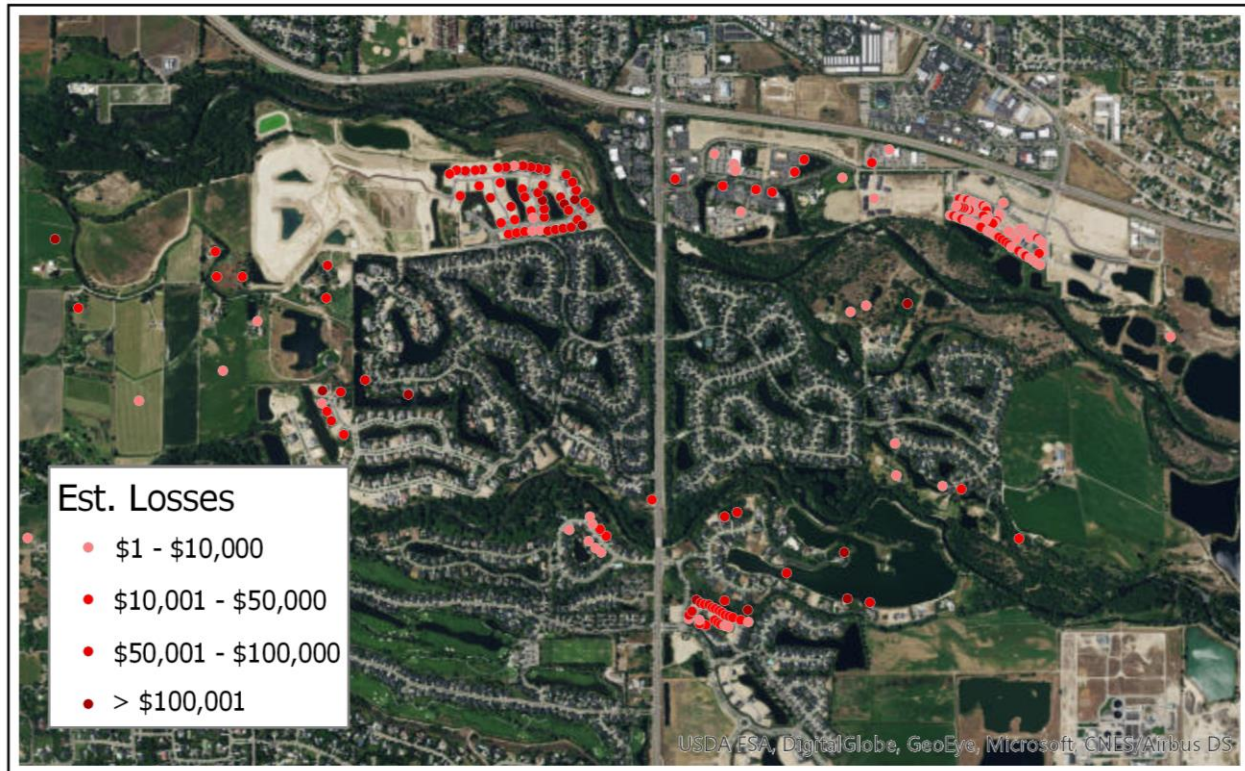 Est. Losses
$1 - $10,000
$10,001 - $50,000
$50,001 - $100,000
> $100,001
USDA FSA, DigitalGlobe, GeoEye, Microsoft, CNES/Airbus DS